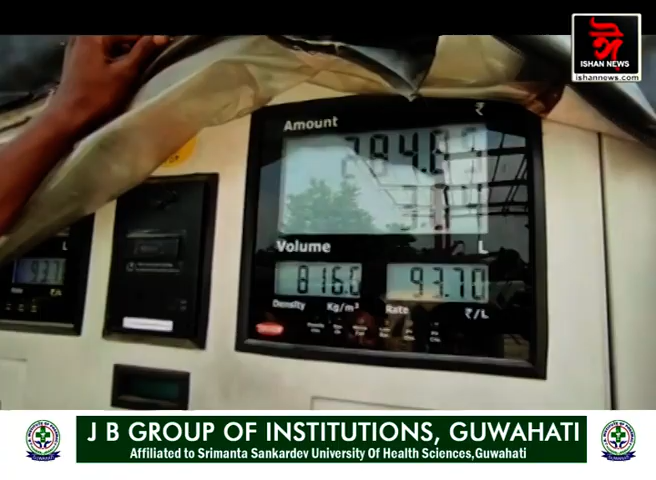 ISHAN NEWS
ishannews.com
₹
Amount
Volume
L
L
816.0
93.70
937
Density
Kg/m³
Rate
₹/L
J B GROUP OF INSTITUTIONS, GUWAHATI
Affiliated to Srimanta Sankardev University Of Health Sciences,Guwahati